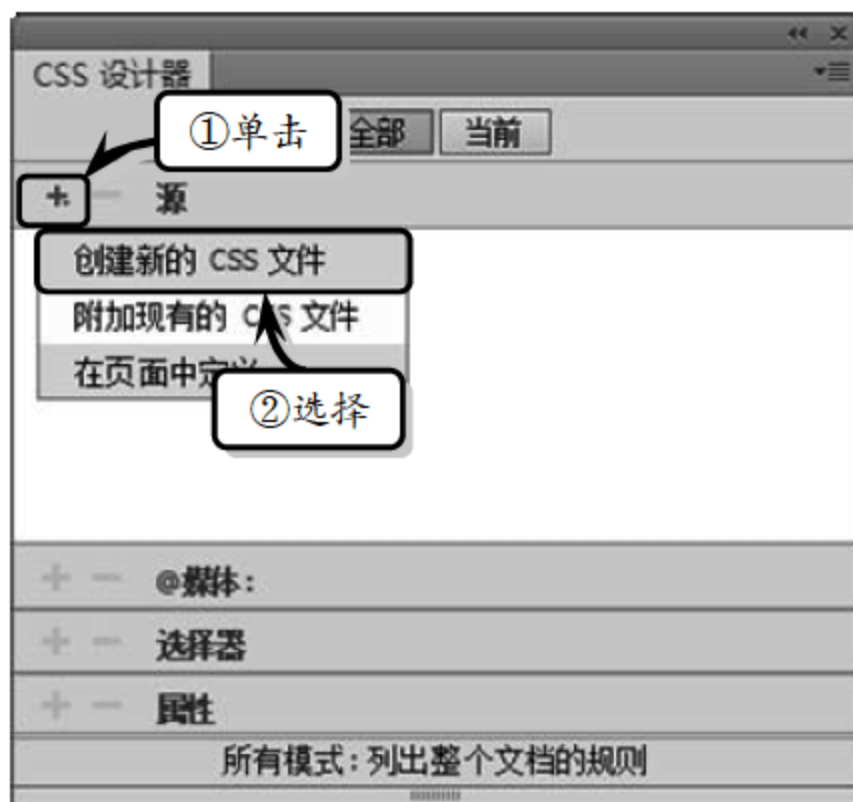 CSS 设计器
①单击
全部
当前
源
创建新的 CSS 文件
附加现有的 CSS 文件
在页面中定义
②选择
@媒体:
选择器
属性
所有模式:列出整个文档的规则